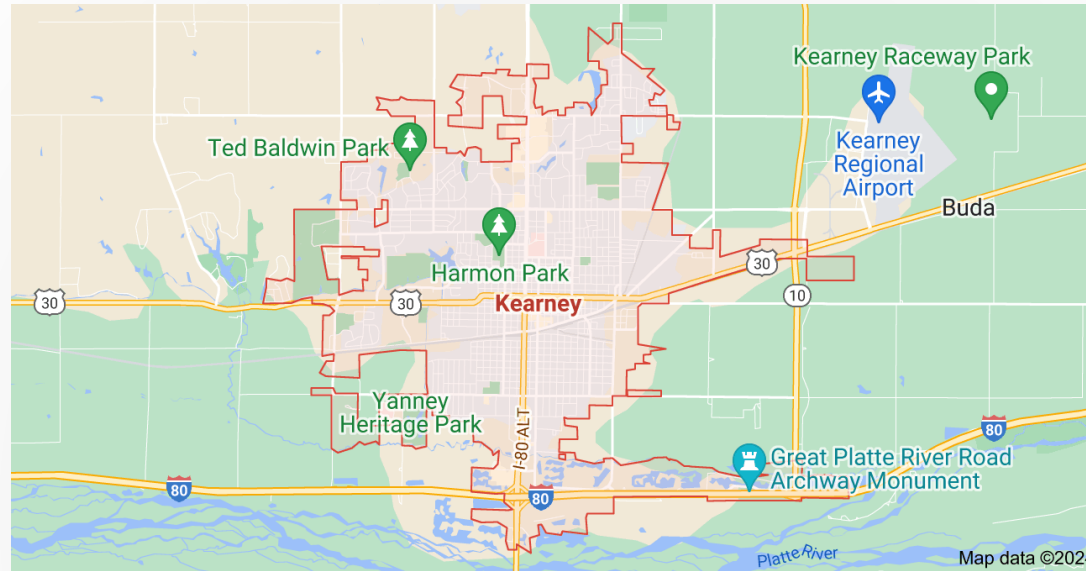 Kearney Raceway Park
Ted Baldwin Park
Kearney
Regional
Airport
Buda
Harmon Park
30
30
30
10
Kearney
Yanney
Heritage Park
I-80 ALT
80
80
80
Great Platte River Road
Archway Monument
Platte River
Map data ©202